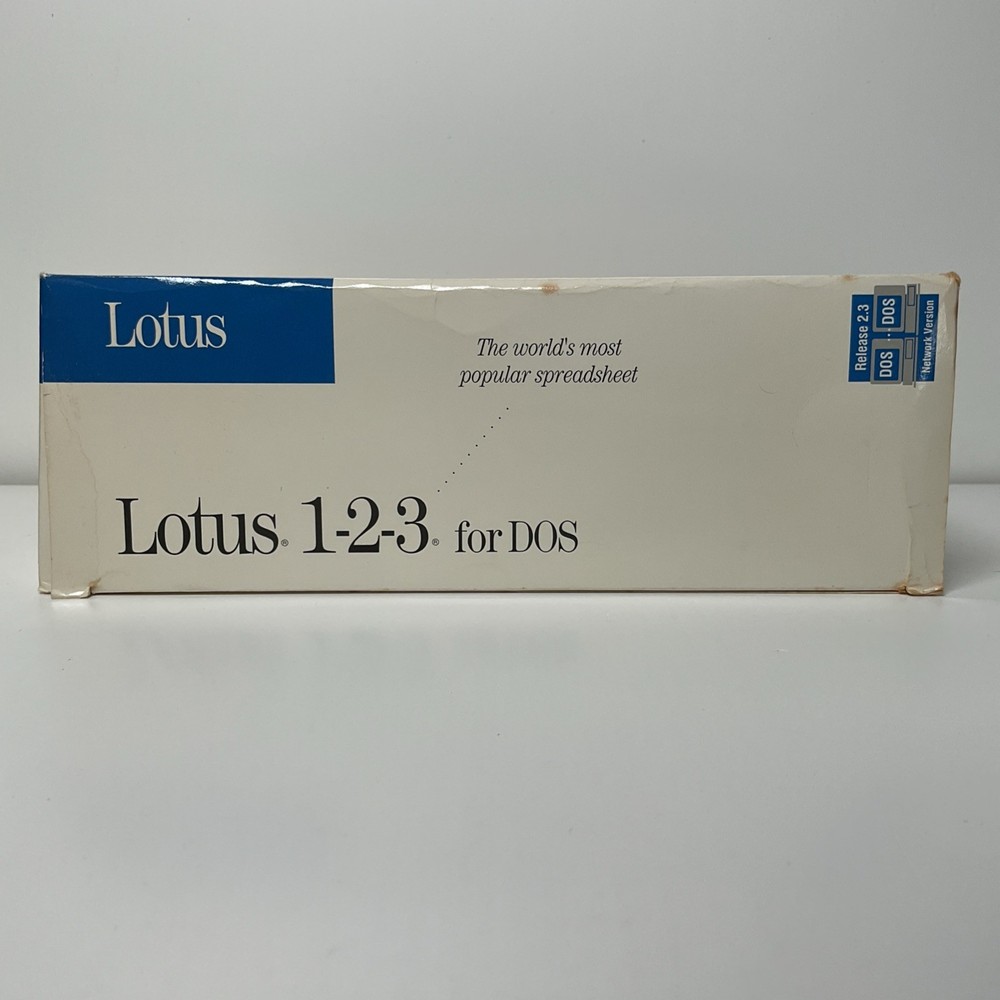 Lotus
The world's most
popular spreadsheet
Lotus® 1-2-3® for DOS
Release 2.3
DOS...DOS
Network Version